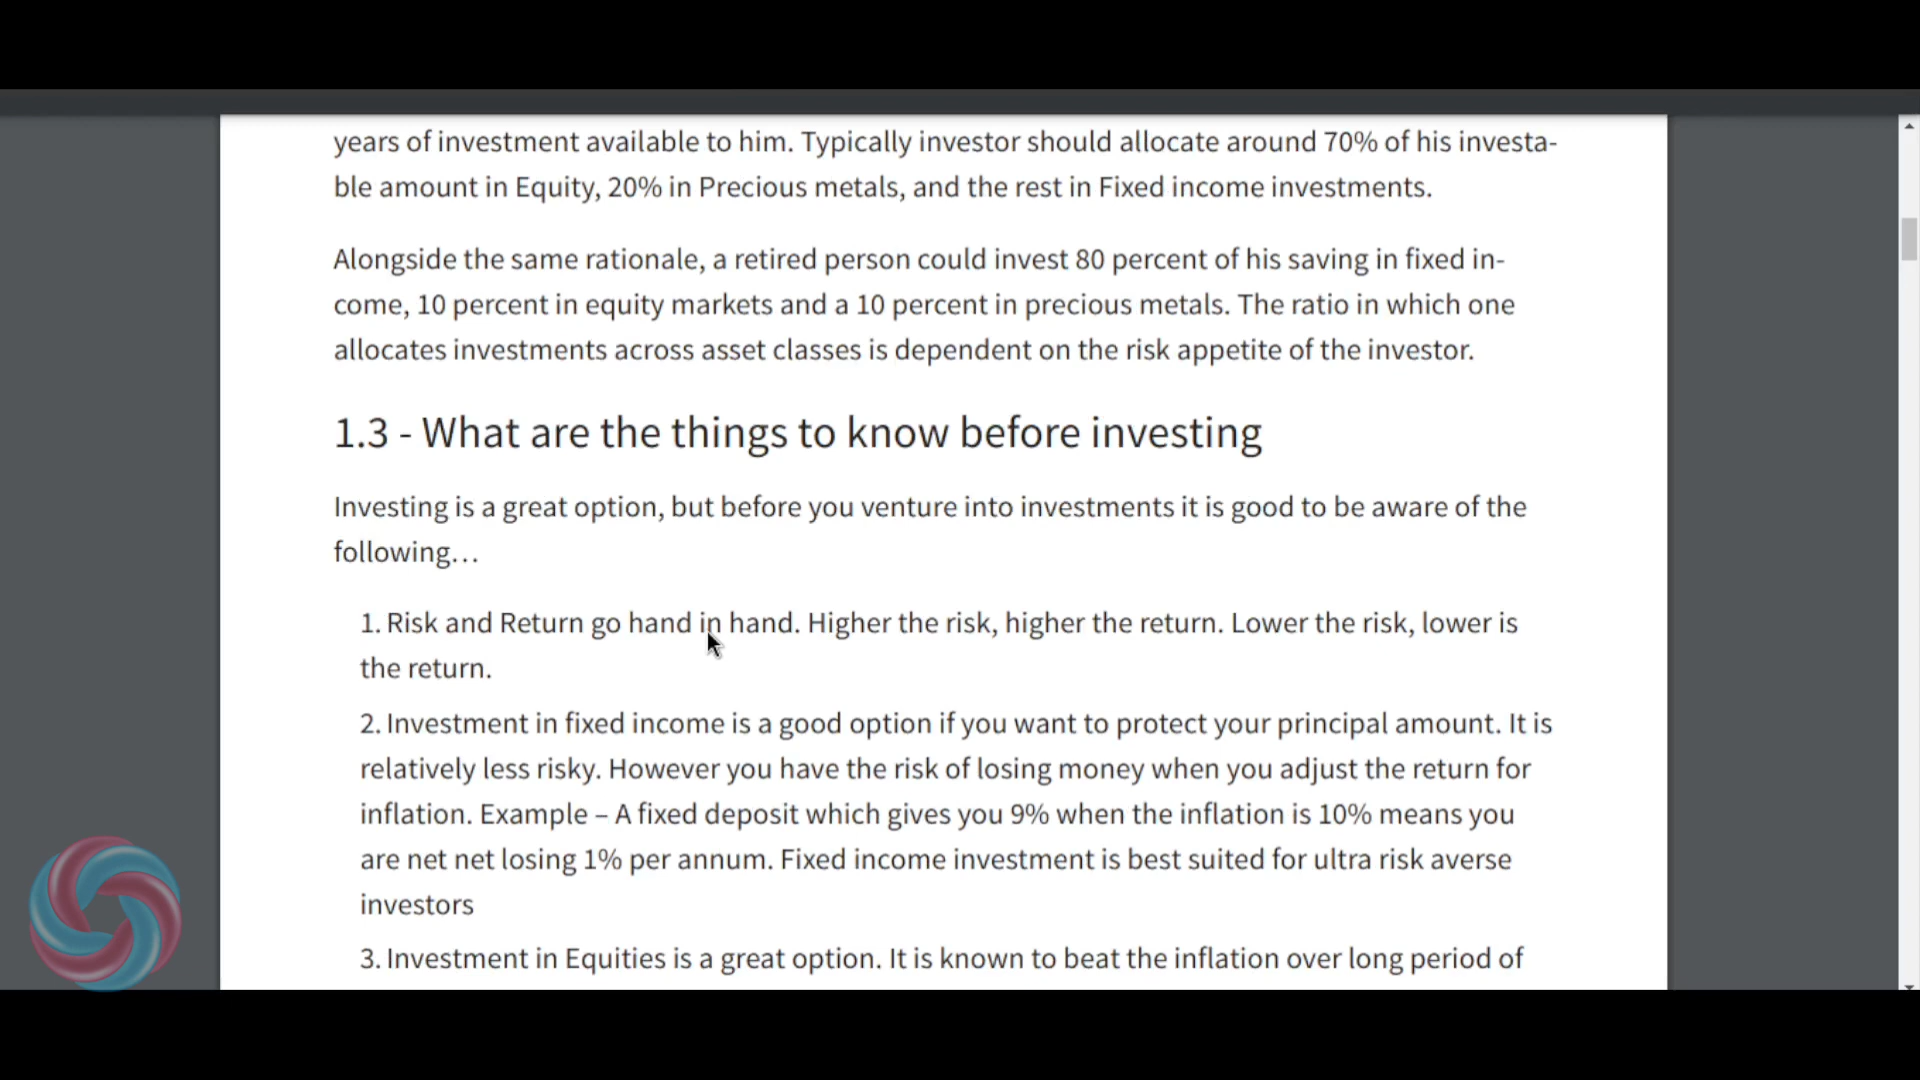 years of investment available to him. Typically investor should allocate around 70% of his investa-
ble amount in Equity, 20% in Precious metals, and the rest in Fixed income investments.
Alongside the same rationale, a retired person could invest 80 percent of his saving in fixed in-
come, 10 percent in equity markets and a 10 percent in precious metals. The ratio in which one
allocates investments across asset classes is dependent on the risk appetite of the investor.
1.3 - What are the things to know before investing
Investing is a great option, but before you venture into investments it is good to be aware of the
following…
1. Risk and Return go hand in hand. Higher the risk, higher the return. Lower the risk, lower is
the return.
2. Investment in fixed income is a good option if you want to protect your principal amount. It is
relatively less risky. However you have the risk of losing money when you adjust the return for
inflation. Example – A fixed deposit which gives you 9% when the inflation is 10% means you
are net net losing 1% per annum. Fixed income investment is best suited for ultra risk averse
investors
3. Investment in Equities is a great option. It is known to beat the inflation over long period of